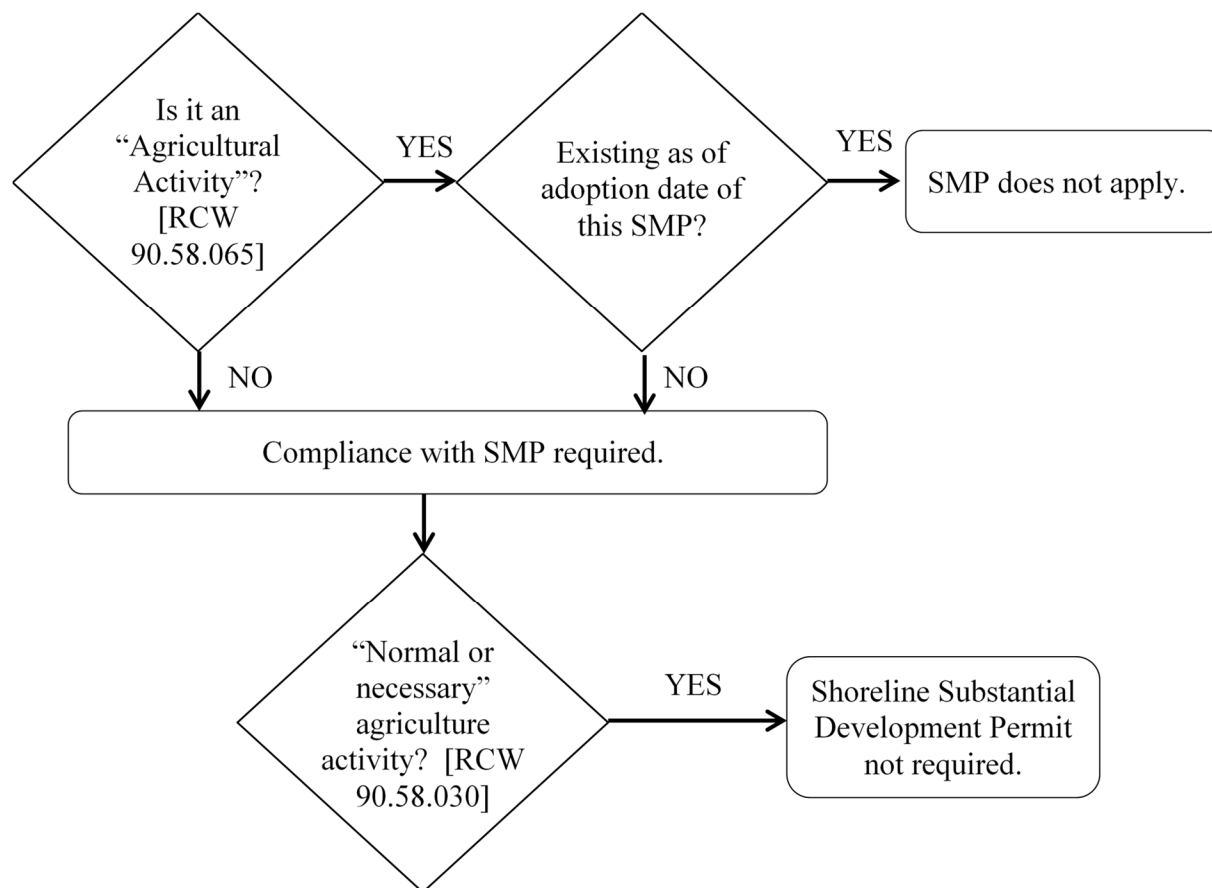 Is it an
“Agricultural
Activity”?
[RCW
90.58.065]
YES
Existing as of
adoption date of
this SMP?
YES
SMP does not apply.
NO
NO
Compliance with SMP required.
“Normal or
necessary”
agriculture
activity?  [RCW
90.58.030]
YES
Shoreline Substantial
Development Permit
not required.